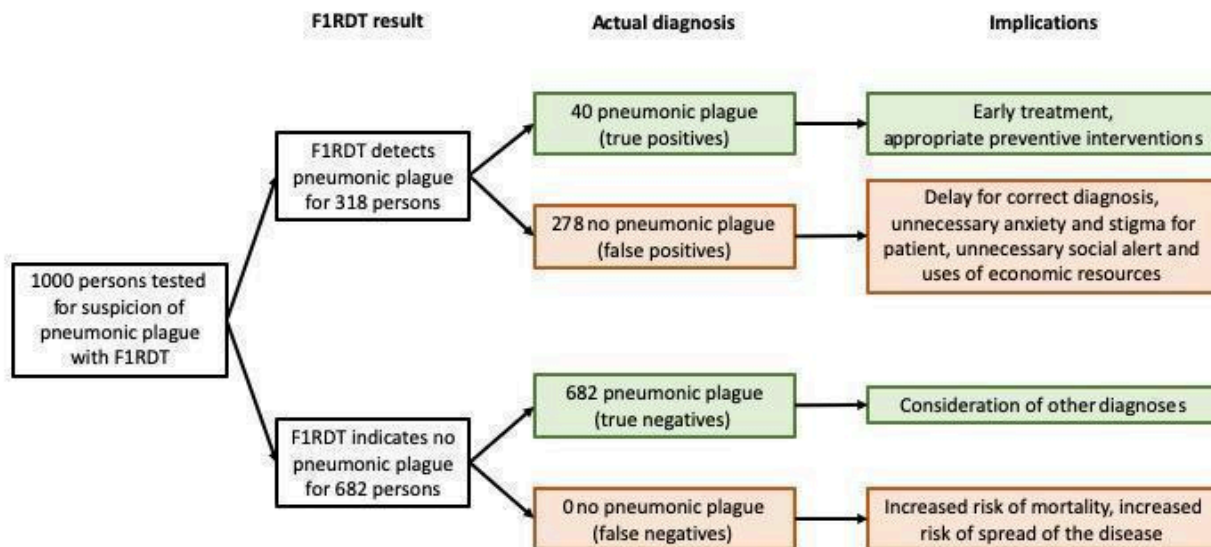 F1RDT result
Actual diagnosis
Implications
1000 persons tested
for suspicion of
pneumonic plague
with F1RDT
F1RDT detects
pneumonic plague
for 318 persons
40 pneumonic plague
(true positives)
Early treatment,
appropriate preventive interventions
278 no pneumonic plague
(false positives)
Delay for correct diagnosis,
unnecessary anxiety and stigma for
patient, unnecessary social alert and
uses of economic resources
F1RDT indicates no
pneumonic plague
for 682 persons
682 pneumonic plague
(true negatives)
Consideration of other diagnoses
0 no pneumonic plague
(false negatives)
Increased risk of mortality, increased
risk of spread of the disease